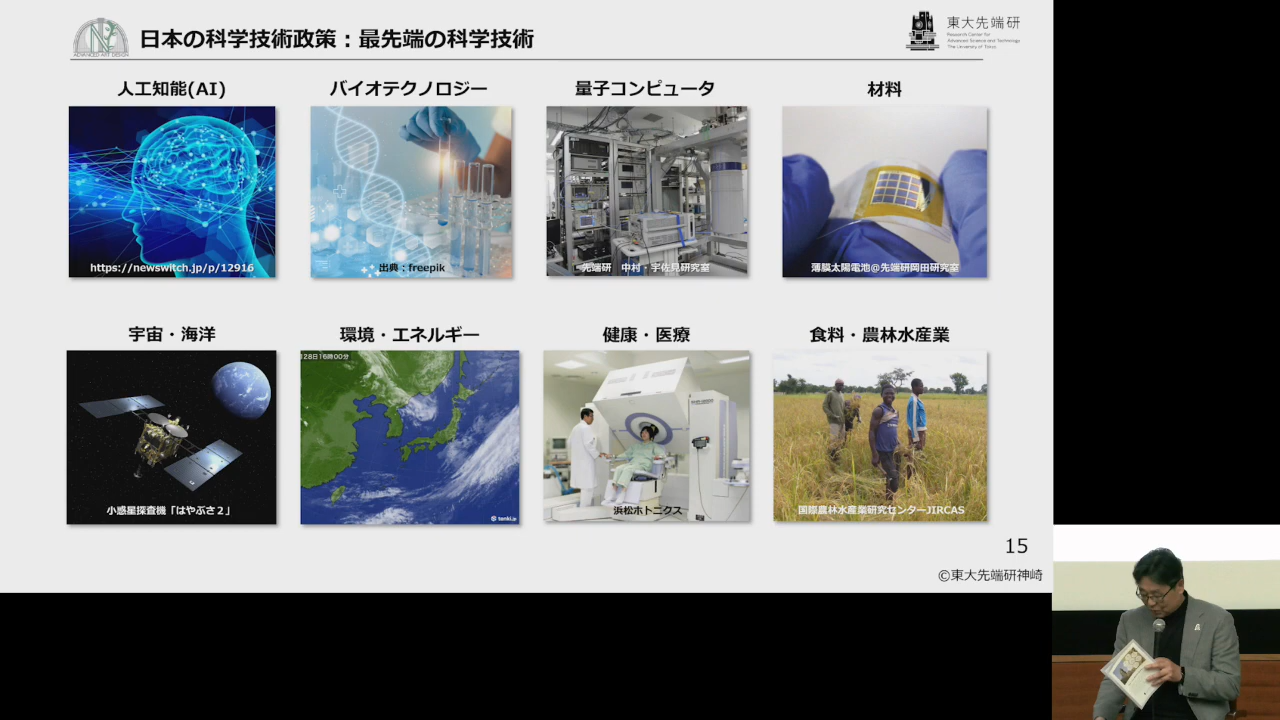 日本の科学技術政策：最先端の科学技術
ADVANCED ART DESIGN
東大先端研
Research Center for
Advanced Science and Technology
The University of Tokyo
人工知能(AI)
バイオテクノロジー
量子コンピュータ
材料
https://newswitch.jp/p/12916
出典：freepik
先端研　中村・宇佐見研究室
薄膜太陽電池@先端研岡田研究室
宇宙・海洋
環境・エネルギー
健康・医療
食料・農林水産業
28日16時00分
小惑星探査機「はやぶさ２」
tenki.jp
浜松ホトニクス
国際農林水産業研究センターJIRCAS
15
©東大先端研神崎